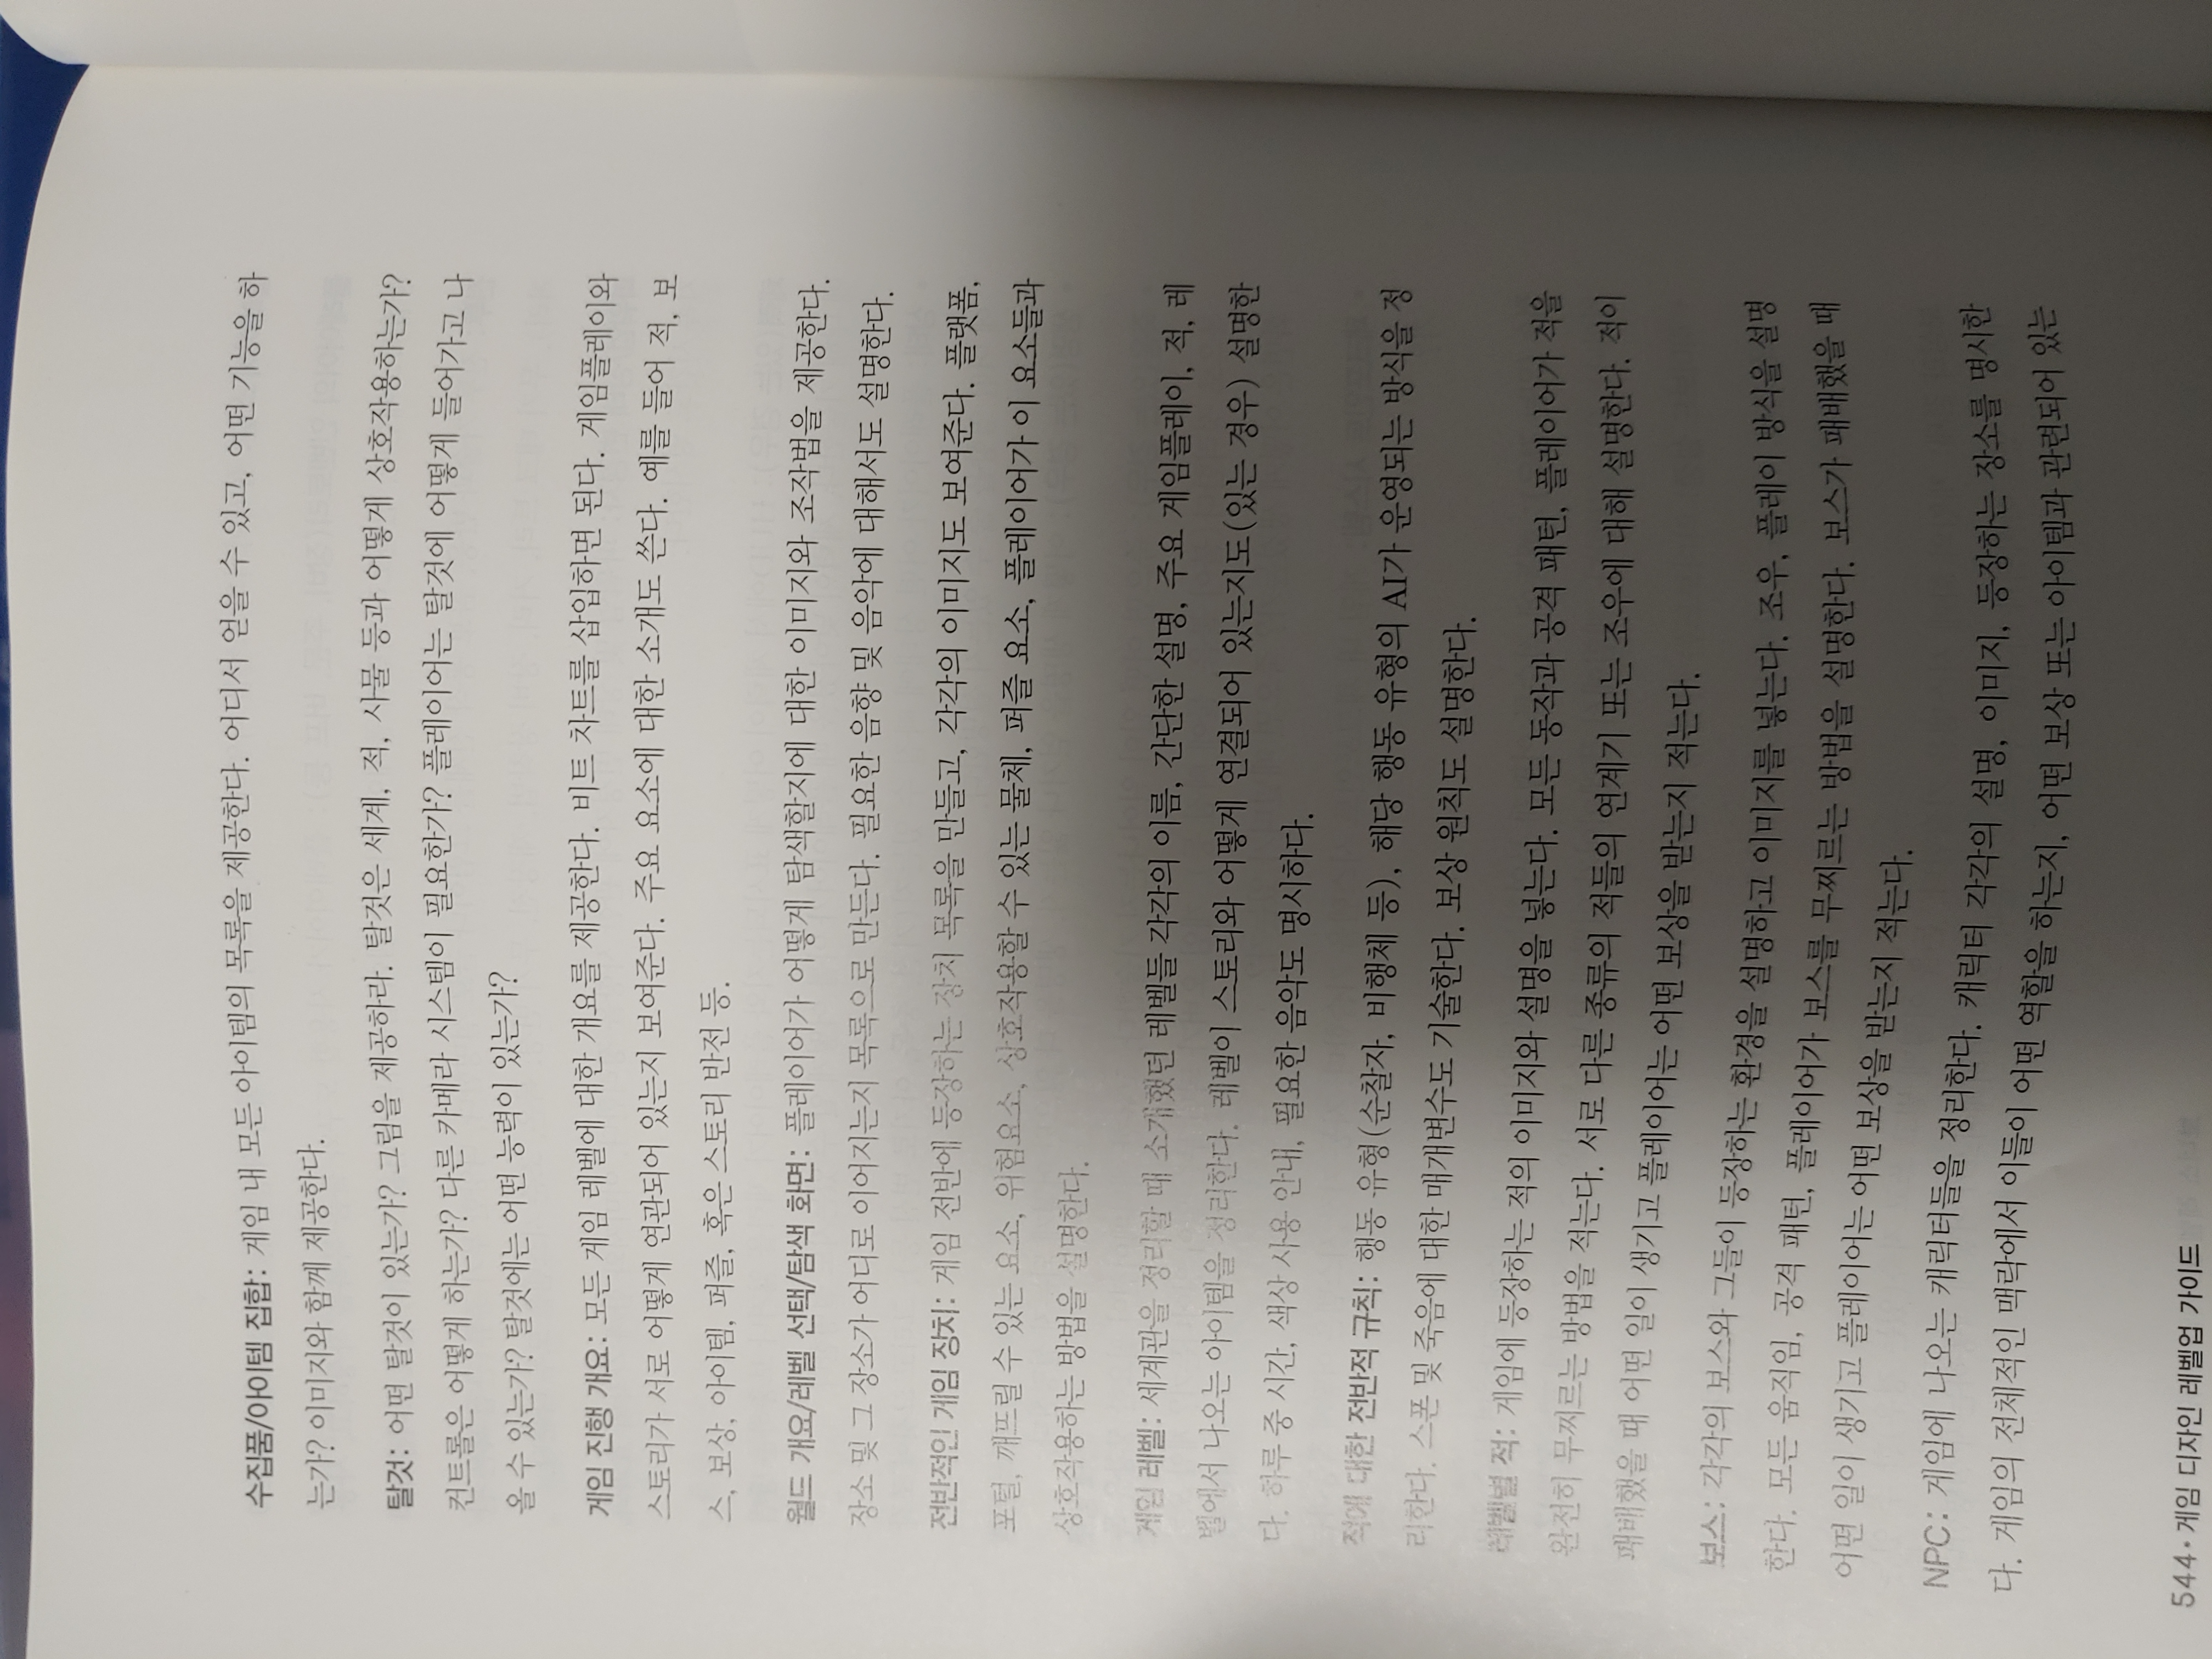 수집품/아이템 집합: 게임 내 모든 아이템의 목록을 제공한다. 어디서 얻을 수 있고, 어떤 기능을 하
는가? 이미지와 함께 제공한다.
탈것: 어떤 탈것이 있는가? 그림을 제공하라. 탈것은 세계, 적, 사물 등과 어떻게 상호작용하는가?
컨트롤은 어떻게 하는가? 다른 카메라 시스템이 필요한가? 플레이어는 탈것에 어떻게 들어가고 나
올 수 있는가? 탈것에는 어떤 능력이 있는가?
게임 진행 개요: 모든 게임 레벨에 대한 개요를 제공한다. 비트 차트를 삽입하면 된다. 게임플레이와
스토리가 서로 어떻게 연관되어 있는지 보여준다. 주요 요소에 대한 소개도 쓴다. 예를 들어 적, 보
스, 보상, 아이템, 퍼즐, 혹은 스토리 반전 등.
월드 개요/레벨 선택/탐색 화면: 플레이어가 어떻게 탐색할지에 대한 이미지와 조작법을 제공한다.
장소 및 그 장소가 어디로 이어지는지 목록으로 만든다. 필요한 음향 및 음악에 대해서도 설명한다.
전반적인 게임 장치: 게임 전반에 등장하는 장치 목록을 만들고, 각각의 이미지도 보여준다. 플랫폼,
포털, 깨뜨릴 수 있는 요소, 위험요소, 상호작용할 수 있는 물체, 퍼즐 요소, 플레이어가 이 요소들과
상호작용하는 방법을 설명한다.
게임 레벨: 세계관을 정리할 때 소개했던 레벨들 각각의 이름, 간단한 설명, 주요 게임플레이, 적, 레
벨에서 나오는 아이템을 정리한다. 레벨이 스토리와 어떻게 연결되어 있는지도(있는 경우) 설명한
다. 하루 중 시간, 색상 사용 안내, 필요한 음악도 명시하다.
적에 대한 전반적 규칙: 행동 유형(순찰자, 비행체 등), 해당 행동 유형의 AI가 운영되는 방식을 정
리한다. 스폰 및 죽음에 대한 매개변수도 기술한다. 보상 원칙도 설명한다.
레벨별 적: 게임에 등장하는 적의 이미지와 설명을 넣는다. 모든 동작과 공격 패턴, 플레이어가 적을
완전히 무찌르는 방법을 적는다. 서로 다른 종류의 적들의 연계기 또는 조우에 대해 설명한다. 적이
패배했을 때 어떤 일이 생기고 플레이어는 어떤 보상을 받는지 적는다.
보스: 각각의 보스와 그들이 등장하는 환경을 설명하고 이미지를 넣는다. 조우, 플레이 방식을 설명
한다. 모든 움직임, 공격 패턴, 플레이어가 보스를 무찌르는 방법을 설명한다. 보스가 패배했을 때
어떤 일이 생기고 플레이어는 어떤 보상을 받는지 적는다.
NPC: 게임에 나오는 캐릭터들을 정리한다. 캐릭터 각각의 설명, 이미지, 등장하는 장소를 명시한
다. 게임의 전체적인 맥락에서 이들이 어떤 역할을 하는지, 어떤 보상 또는 아이템과 관련되어 있는
544 · 게임 디자인 레벨업 가이드